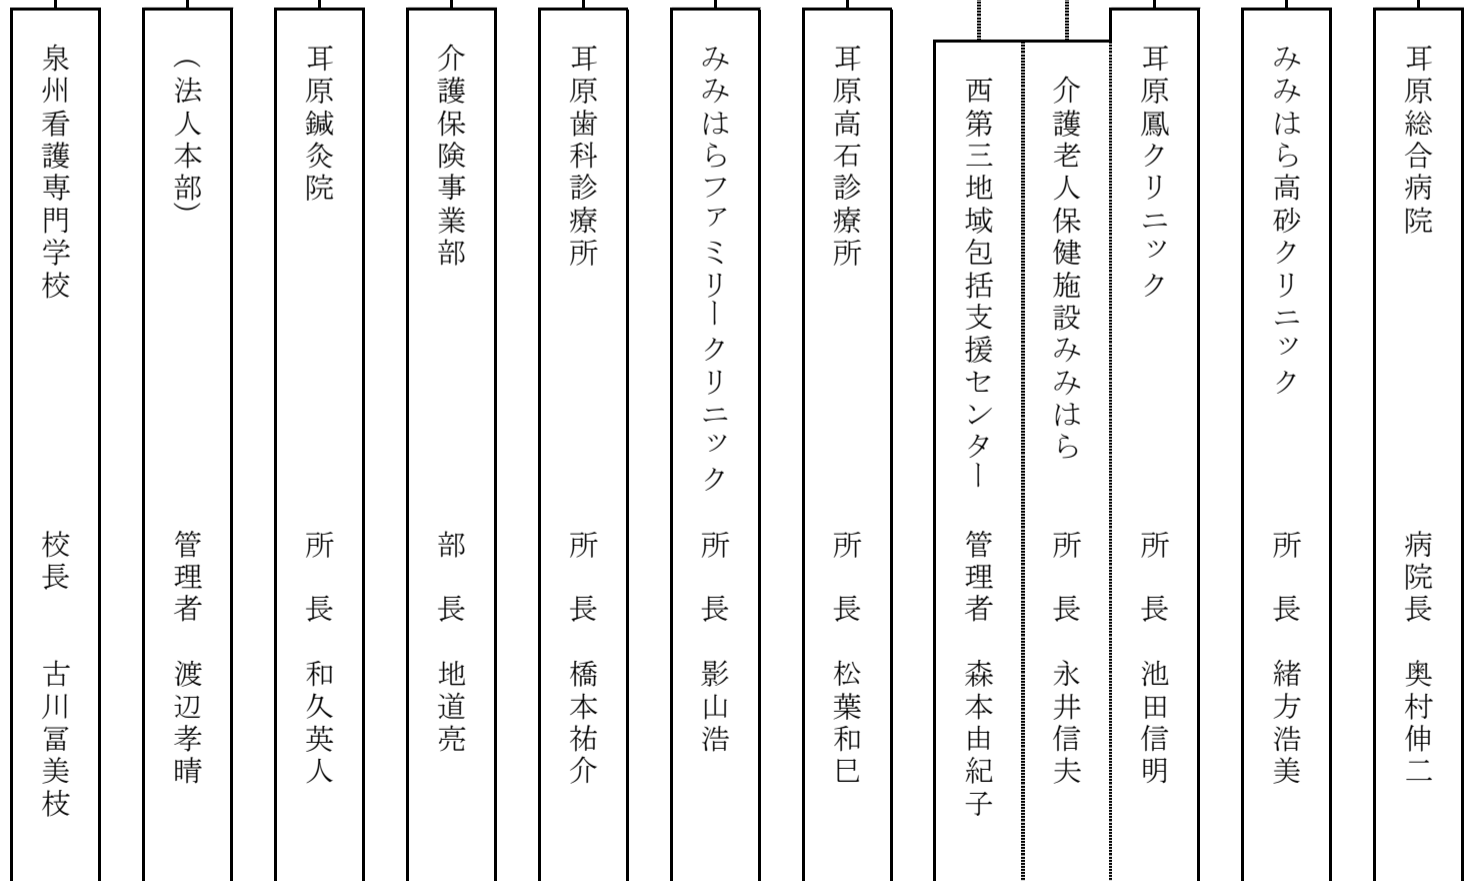 耳原総合病院 病院長 奥村伸二
みみはら高砂クリニック 所長 緒方浩美
耳原鳳クリニック 所長 池田信明
介護老人保健施設みみはら 所長 永井信夫
西第三地域包括支援センター 管理者 森本由紀子
耳原高石診療所 所長 松葉和巳
みみはらファミリークリニック 所長 影山浩
耳原歯科診療所 所長 橋本祐介
介護保険事業部 部長 地道亮
耳原鍼灸院 所長 和久英人
（法人本部） 管理者 渡辺孝晴
泉州看護専門学校 校長 古川冨美枝